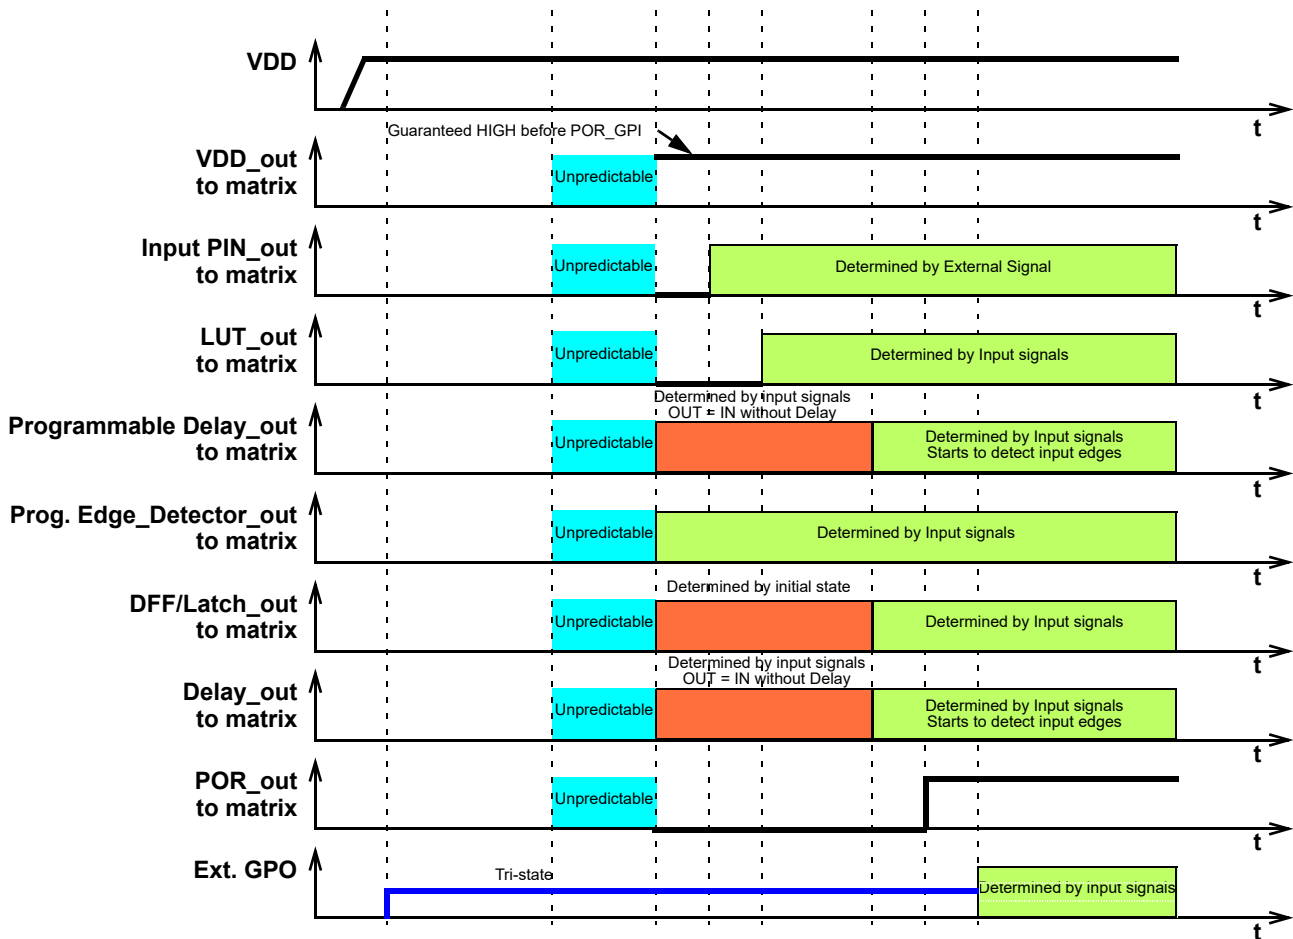 VDD
t
Guaranteed HIGH before POR_GPI
VDD_out
to matrix
Unpredictable
t
Input PIN_out
to matrix
Unpredictable
Determined by External Signal
t
LUT_out
to matrix
Unpredictable
Determined by Input signals
t
Determined by input signals
OUT = IN without Delay
Programmable Delay_out
to matrix
Unpredictable
Determined by Input signals
Starts to detect input edges
t
Prog. Edge_Detector_out
to matrix
Unpredictable
Determined by Input signals
t
Determined by initial state
DFF/Latch_out
to matrix
Unpredictable
Determined by Input signals
t
Determined by input signals
OUT = IN without Delay
Delay_out
to matrix
Unpredictable
Determined by Input signals
Starts to detect input edges
t
POR_out
to matrix
Unpredictable
t
Ext. GPO
Tri-state
Determined by input signals
t